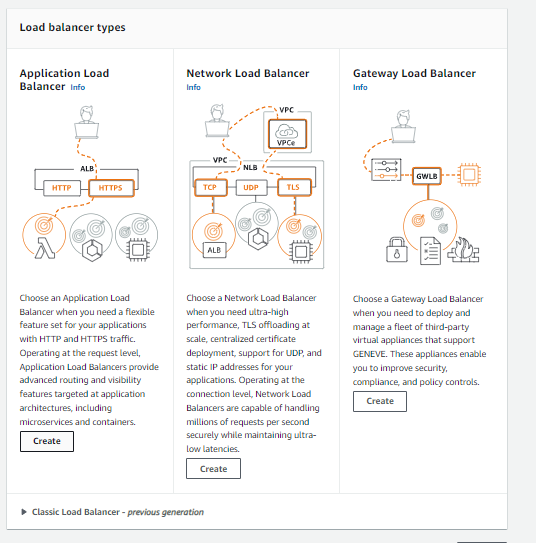 Load balancer types
Application Load
Balancer Info
ALB
HTTP
HTTPS
Choose an Application Load
Balancer when you need a flexible
feature set for your applications
with HTTP and HTTPS traffic.
Operating at the request level,
Application Load Balancers provide
advanced routing and visibility
features targeted at application
architectures, including
microservices and containers.
Create
Network Load Balancer
Info
VPC
VPCe
VPC
NLB
TCP
UDP
TLS
ALB
Choose a Network Load Balancer
when you need ultra-high
performance, TLS offloading at
scale, centralized certificate
deployment, support for UDP, and
static IP addresses for your
applications. Operating at the
connection level, Network Load
Balancers are capable of handling
millions of requests per second
securely while maintaining ultra-
low latencies.
Create
Gateway Load Balancer
Info
GWLB
Choose a Gateway Load Balancer
when you need to deploy and
manage a fleet of third-party
virtual appliances that support
GENEVE. These appliances enable
you to improve security,
compliance, and policy controls.
Create
Classic Load Balancer - previous generation